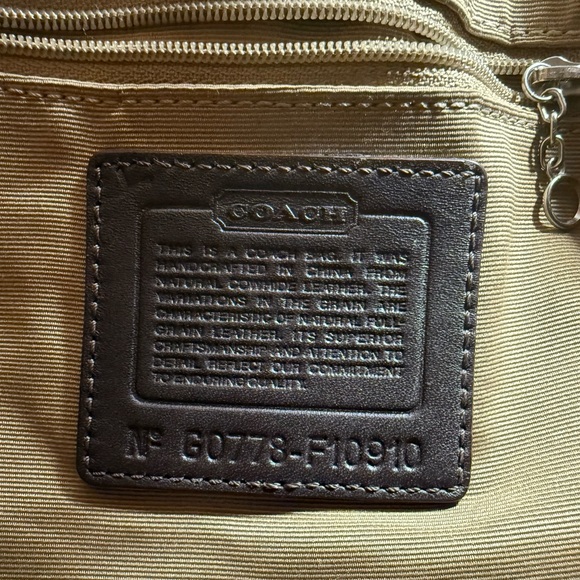 COACH
THIS IS A COACH BAG. IT WAS
HANDCRAFTED IN CHINA FROM
NATURAL COWHIDE LEATHER. THE
VARIATIONS IN THE GRAIN ARE
CHARACTERISTIC OF NATURAL FULL-
GRAIN LEATHER. ITS SUPERIOR
CRAFTSMANSHIP AND ATTENTION TO
DETAIL REFLECT OUR COMMITMENT
TO ENDURING QUALITY.
Nº G0778-F10910